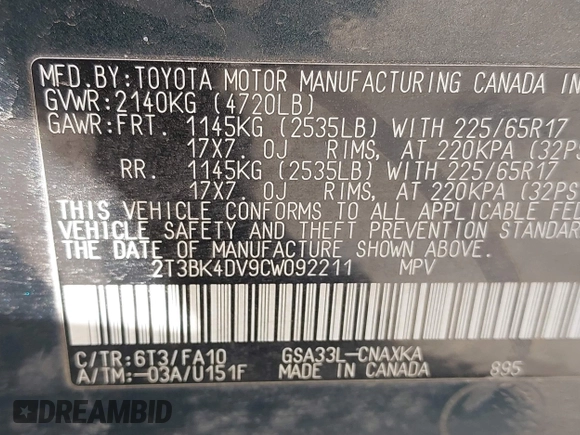 MFD. BY: TOYOTA MOTOR MANUFACTURING CANADA IN
GVWR: 2140KG (4720LB)
GAWR: FRT. 1145KG (2535LB) WITH 225/65R17
17X7. 0J RIMS, AT 220KPA (32PS
RR. 1145KG (2535LB) WITH 225/65R17
17X7. 0J RIMS, AT 220KPA (32PS
THIS VEHICLE CONFORMS TO ALL APPLICABLE FEDE
VEHICLE SAFETY AND THEFT PREVENTION STANDAR
THE DATE OF MANUFACTURE SHOWN ABOVE.
2T3BK4DV9CW092211 MPV
C/TR: 6T3/FA10 GSA33L-CNAXKA
A/TM: -03A/U151F MADE IN CANADA 895
DREAMBID